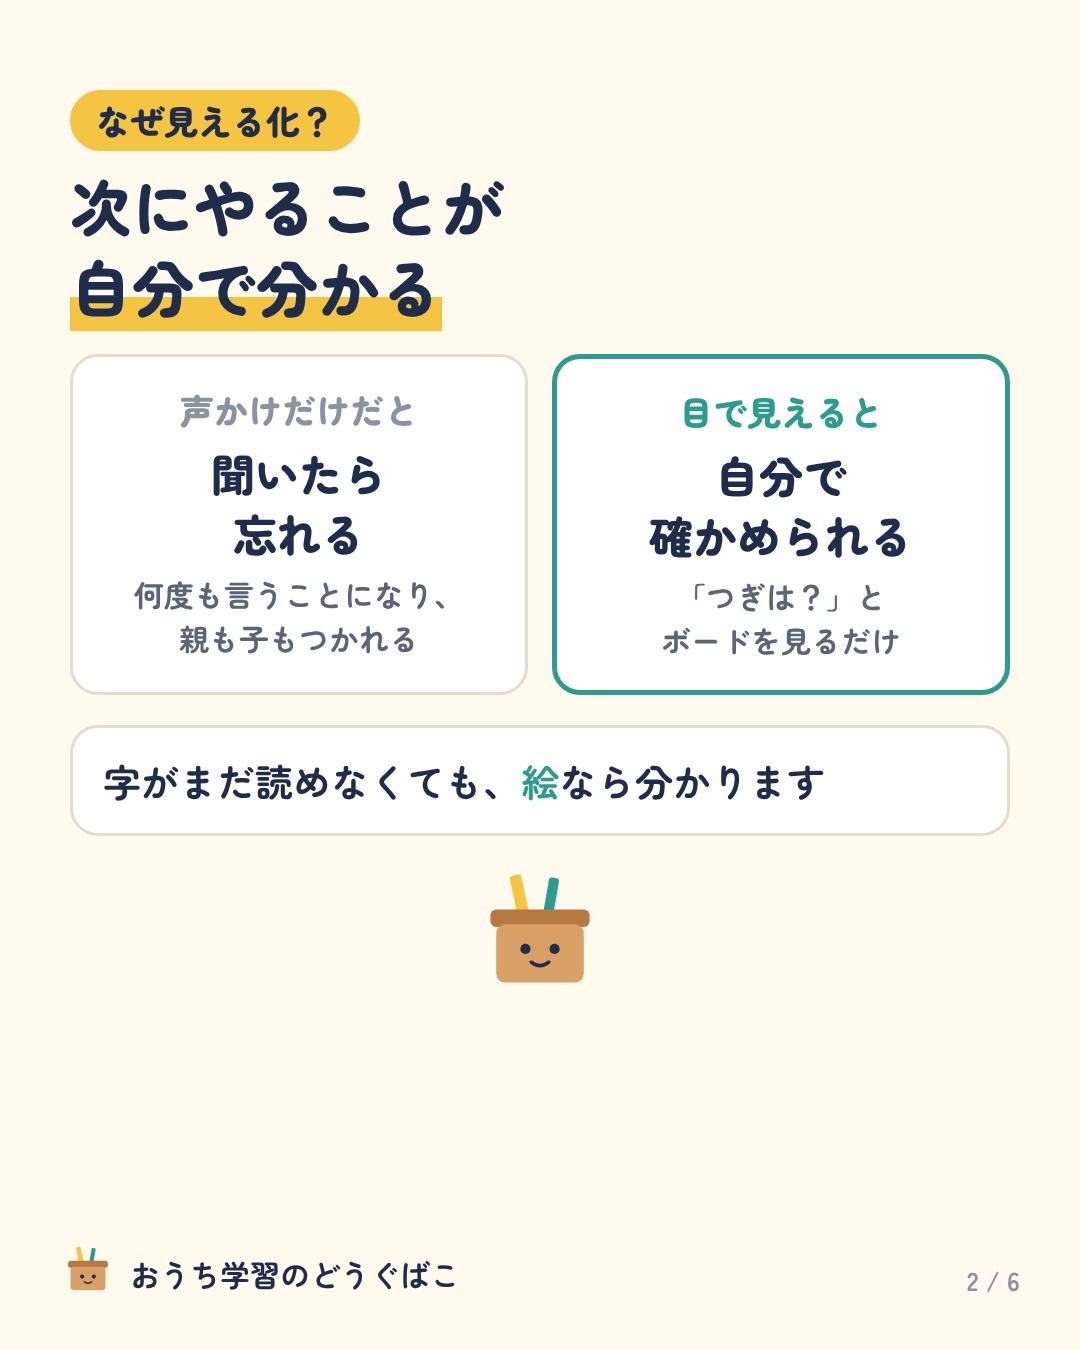 なぜ見える化？
次にやることが
自分で分かる
声かけだけだと
聞いたら
忘れる
何度も言うことになり、
親も子もつかれる
目で見えると
自分で
確かめられる
「つぎは？」と
ボードを見るだけ
字がまだ読めなくても、絵なら分かります
おうち学習のどうぐばこ
2 / 6